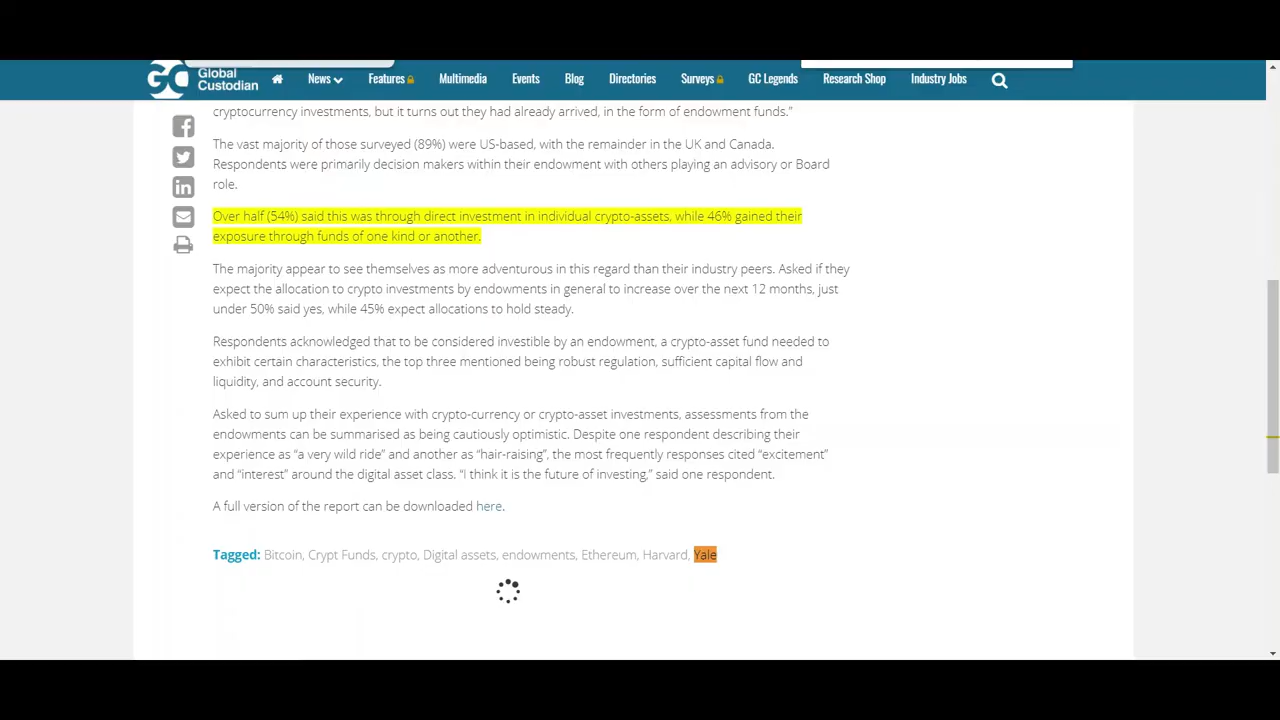 GC Global
Custodian
News Features Multimedia Events Blog Directories Surveys GC Legends Research Shop Industry Jobs
cryptocurrency investments, but it turns out they had already arrived, in the form of endowment funds.”
The vast majority of those surveyed (89%) were US-based, with the remainder in the UK and Canada.
Respondents were primarily decision makers within their endowment with others playing an advisory or Board
role.
Over half (54%) said this was through direct investment in individual crypto-assets, while 46% gained their
exposure through funds of one kind or another.
The majority appear to see themselves as more adventurous in this regard than their industry peers. Asked if they
expect the allocation to crypto investments by endowments in general to increase over the next 12 months, just
under 50% said yes, while 45% expect allocations to hold steady.
Respondents acknowledged that to be considered investible by an endowment, a crypto-asset fund needed to
exhibit certain characteristics, the top three mentioned being robust regulation, sufficient capital flow and
liquidity, and account security.
Asked to sum up their experience with crypto-currency or crypto-asset investments, assessments from the
endowments can be summarised as being cautiously optimistic. Despite one respondent describing their
experience as “a very wild ride” and another as “hair-raising”, the most frequently responses cited “excitement”
and “interest” around the digital asset class. “I think it is the future of investing,” said one respondent.
A full version of the report can be downloaded here.
Tagged: Bitcoin, Crypt Funds, crypto, Digital assets, endowments, Ethereum, Harvard, Yale